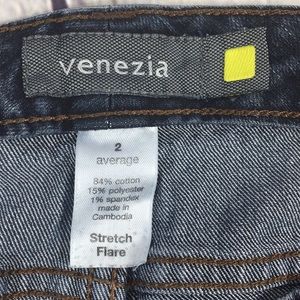 venezia
2
average
84% cotton
15% polyester
1% spandex
made in
Cambodia
Stretch
Flare